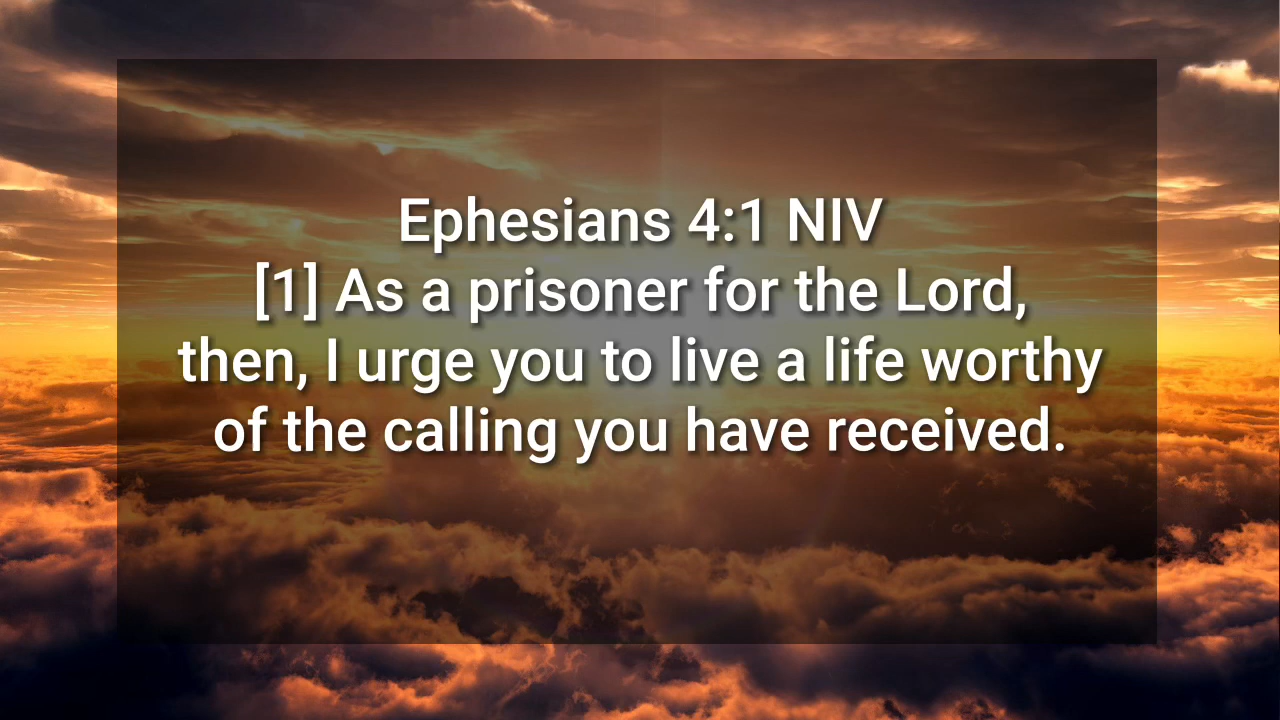 Ephesians 4:1 NIV
[1] As a prisoner for the Lord,
then, I urge you to live a life worthy
of the calling you have received.